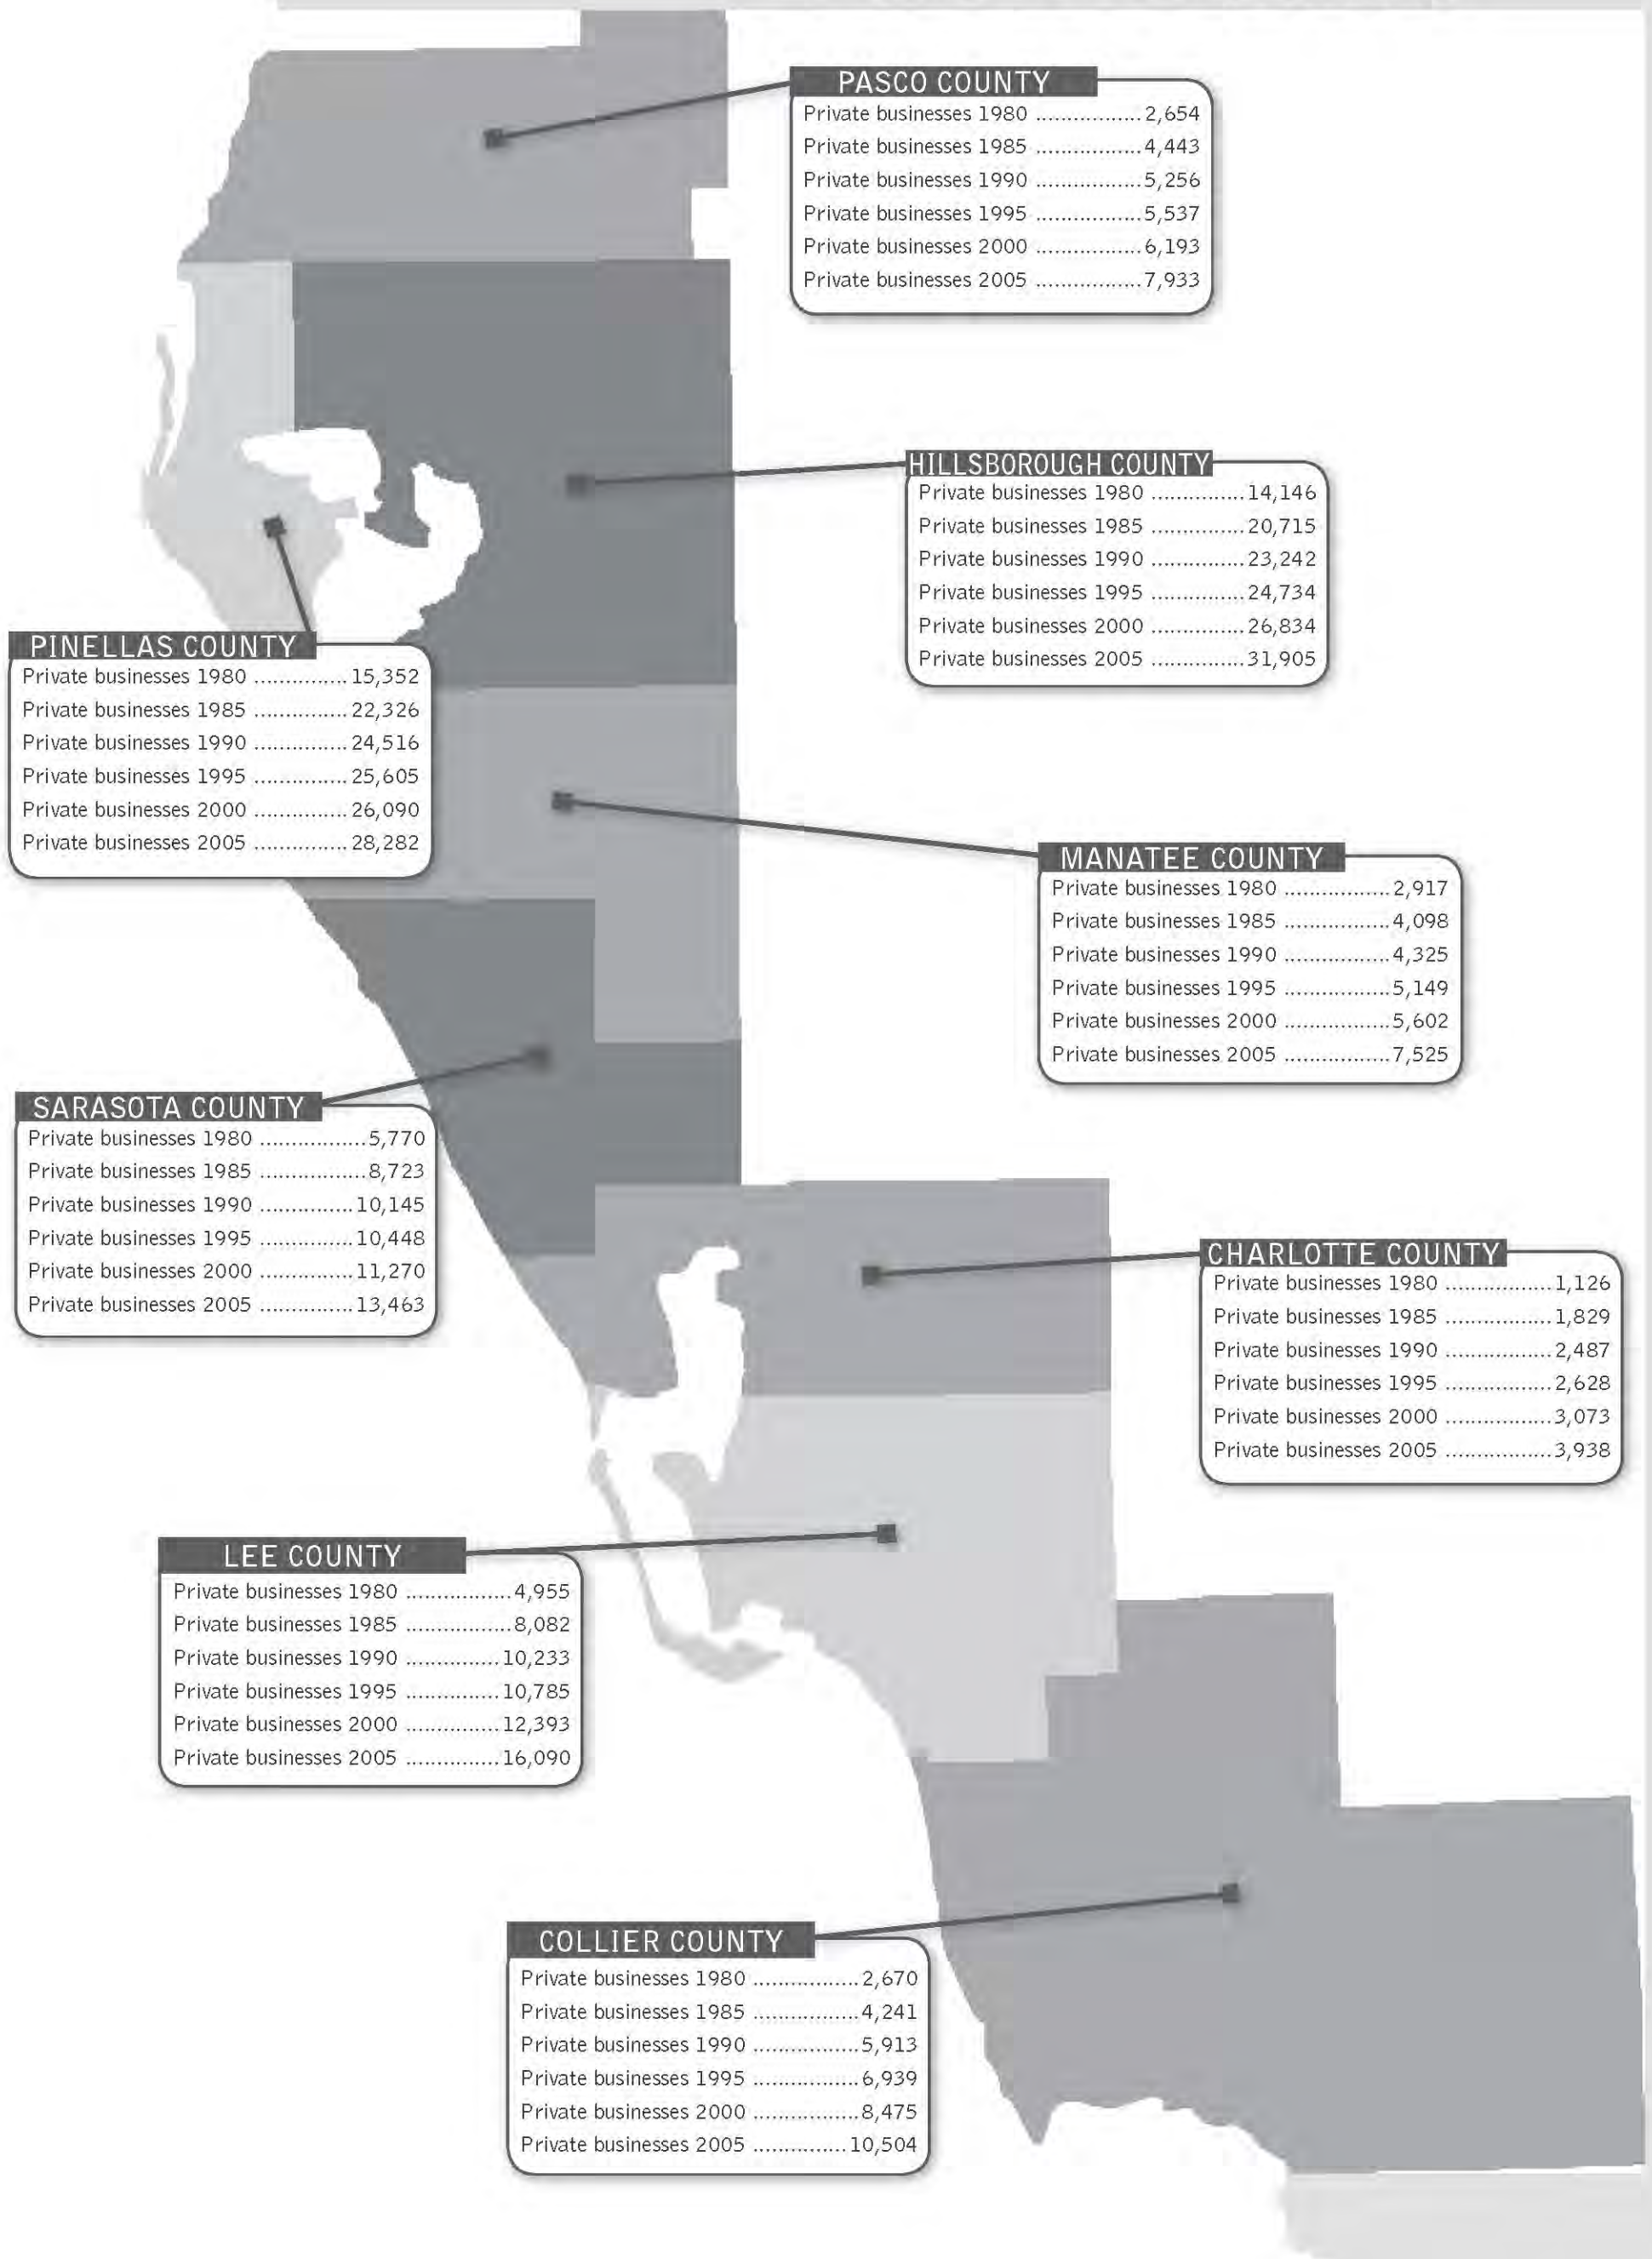 PASCO COUNTY
Private businesses 1980 .................2,654
Private businesses 1985 .................4,443
Private businesses 1990 .................5,256
Private businesses 1995 .................5,537
Private businesses 2000 .................6,193
Private businesses 2005 .................7,933
HILLSBOROUGH COUNTY
Private businesses 1980 ...............14,146
Private businesses 1985 ...............20,715
Private businesses 1990 ...............23,242
Private businesses 1995 ...............24,734
Private businesses 2000 ...............26,834
Private businesses 2005 ...............31,905
PINELLAS COUNTY
Private businesses 1980 ...............15,352
Private businesses 1985 ...............22,326
Private businesses 1990 ...............24,516
Private businesses 1995 ...............25,605
Private businesses 2000 ...............26,090
Private businesses 2005 ...............28,282
MANATEE COUNTY
Private businesses 1980 .................2,917
Private businesses 1985 .................4,098
Private businesses 1990 .................4,325
Private businesses 1995 .................5,149
Private businesses 2000 .................5,602
Private businesses 2005 .................7,525
SARASOTA COUNTY
Private businesses 1980 .................5,770
Private businesses 1985 .................8,723
Private businesses 1990 ...............10,145
Private businesses 1995 ...............10,448
Private businesses 2000 ...............11,270
Private businesses 2005 ...............13,463
CHARLOTTE COUNTY
Private businesses 1980 .................1,126
Private businesses 1985 .................1,829
Private businesses 1990 .................2,487
Private businesses 1995 .................2,628
Private businesses 2000 .................3,073
Private businesses 2005 .................3,938
LEE COUNTY
Private businesses 1980 .................4,955
Private businesses 1985 .................8,082
Private businesses 1990 ...............10,233
Private businesses 1995 ...............10,785
Private businesses 2000 ...............12,393
Private businesses 2005 ...............16,090
COLLIER COUNTY
Private businesses 1980 .................2,670
Private businesses 1985 .................4,241
Private businesses 1990 .................5,913
Private businesses 1995 .................6,939
Private businesses 2000 .................8,475
Private businesses 2005 ...............10,504